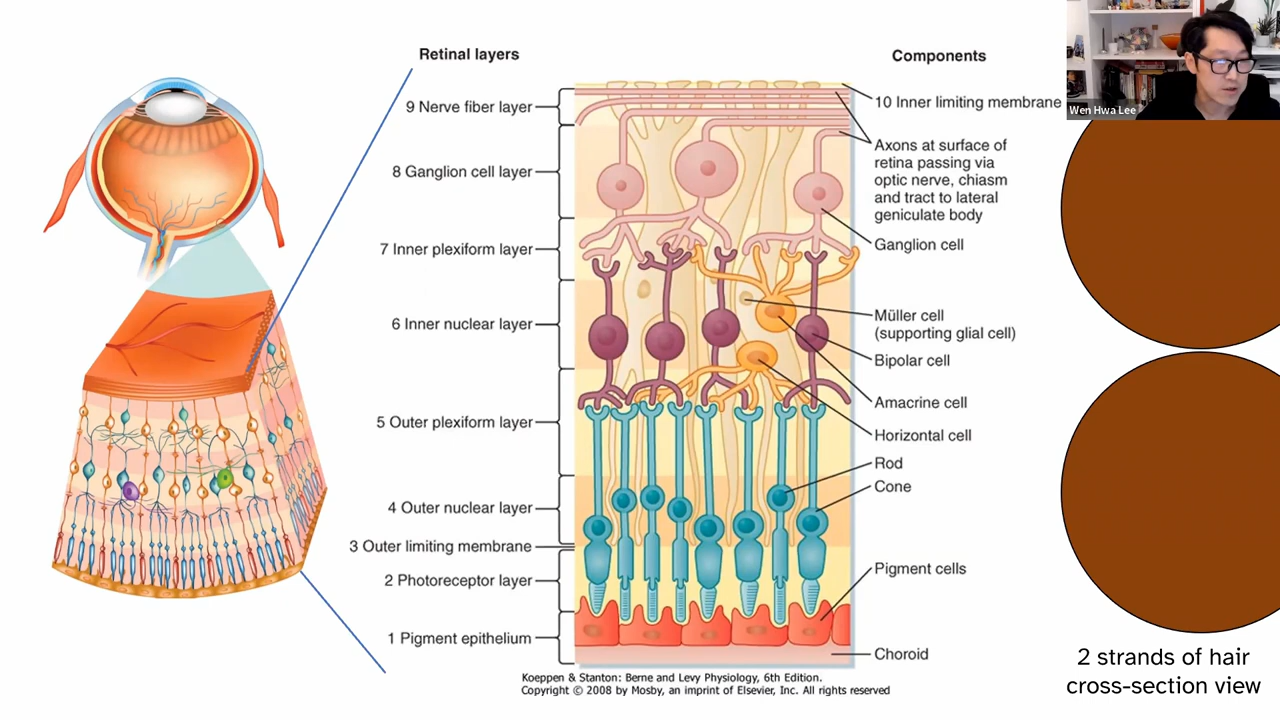 Retinal layers
9 Nerve fiber layer
8 Ganglion cell layer
7 Inner plexiform layer
6 Inner nuclear layer
5 Outer plexiform layer
4 Outer nuclear layer
3 Outer limiting membrane
2 Photoreceptor layer
1 Pigment epithelium
Components
10 Inner limiting membrane
Axons at surface of
retina passing via
optic nerve, chiasm
and tract to lateral
geniculate body
Ganglion cell
Müller cell
(supporting glial cell)
Bipolar cell
Amacrine cell
Horizontal cell
Rod
Cone
Pigment cells
Choroid
Koeppen & Stanton: Berne and Levy Physiology, 6th Edition.
Copyright © 2008 by Mosby, an imprint of Elsevier, Inc. All rights reserved
Wen Hwa Lee
2 strands of hair
cross-section view